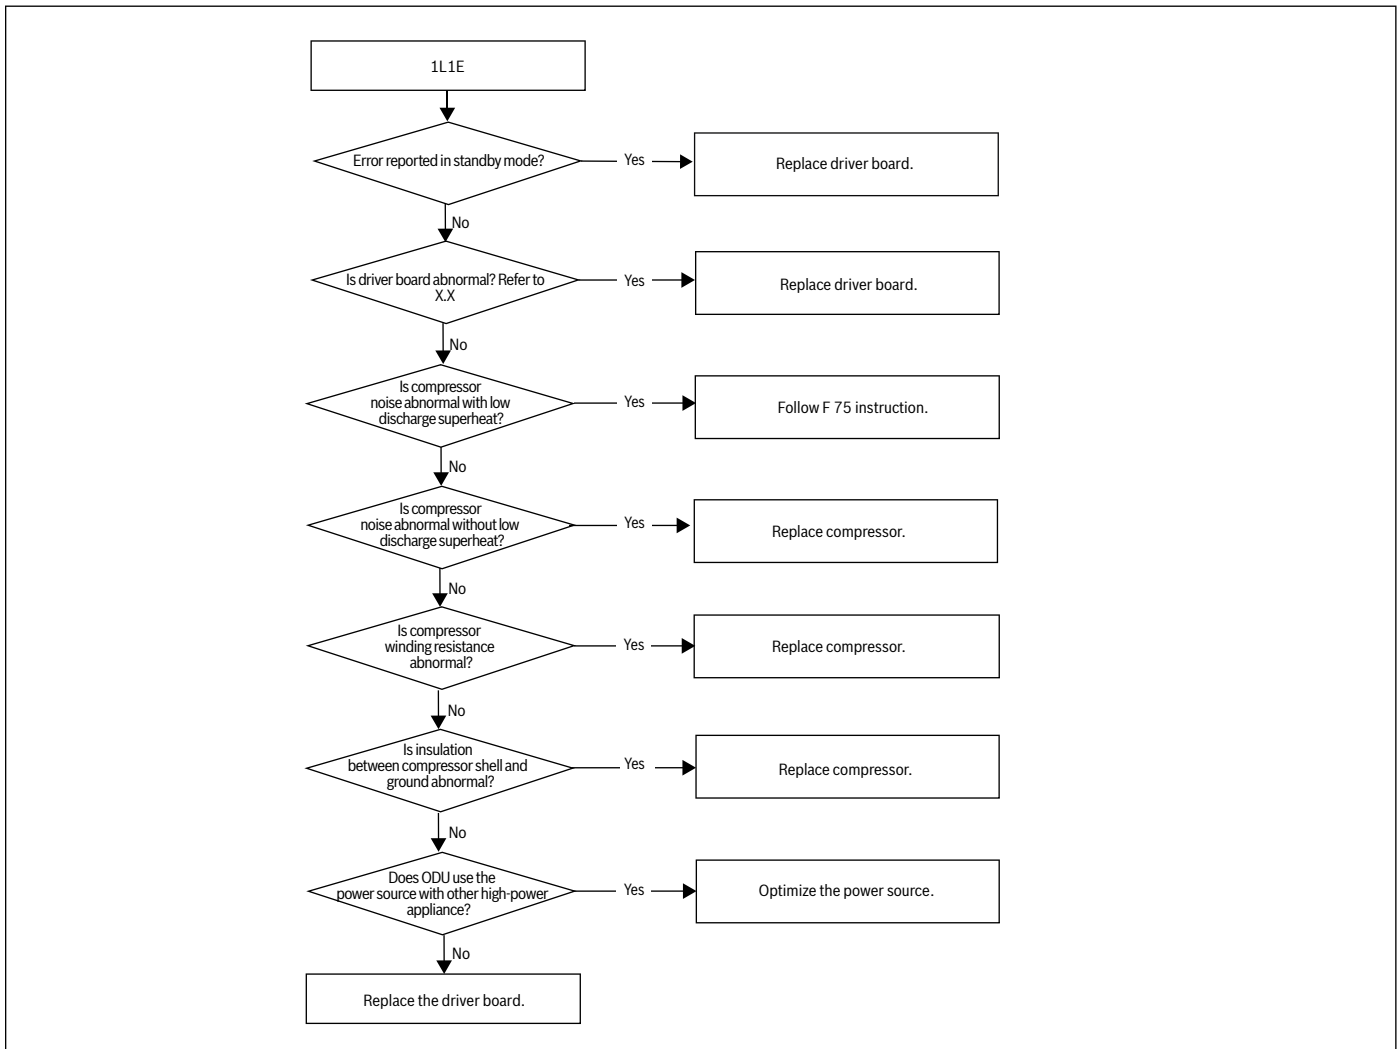 1L1E
Error reported in standby mode?
Yes
Replace driver board.
No
Is driver board abnormal? Refer to
X.X
Yes
Replace driver board.
No
Is compressor
noise abnormal with low
discharge superheat?
Yes
Follow F 75 instruction.
No
Is compressor
noise abnormal without low
discharge superheat?
Yes
Replace compressor.
No
Is compressor
winding resistance
abnormal?
Yes
Replace compressor.
No
Is insulation
between compressor shell and
ground abnormal?
Yes
Replace compressor.
No
Does ODU use the
power source with other high-power
appliance?
Yes
Optimize the power source.
No
Replace the driver board.